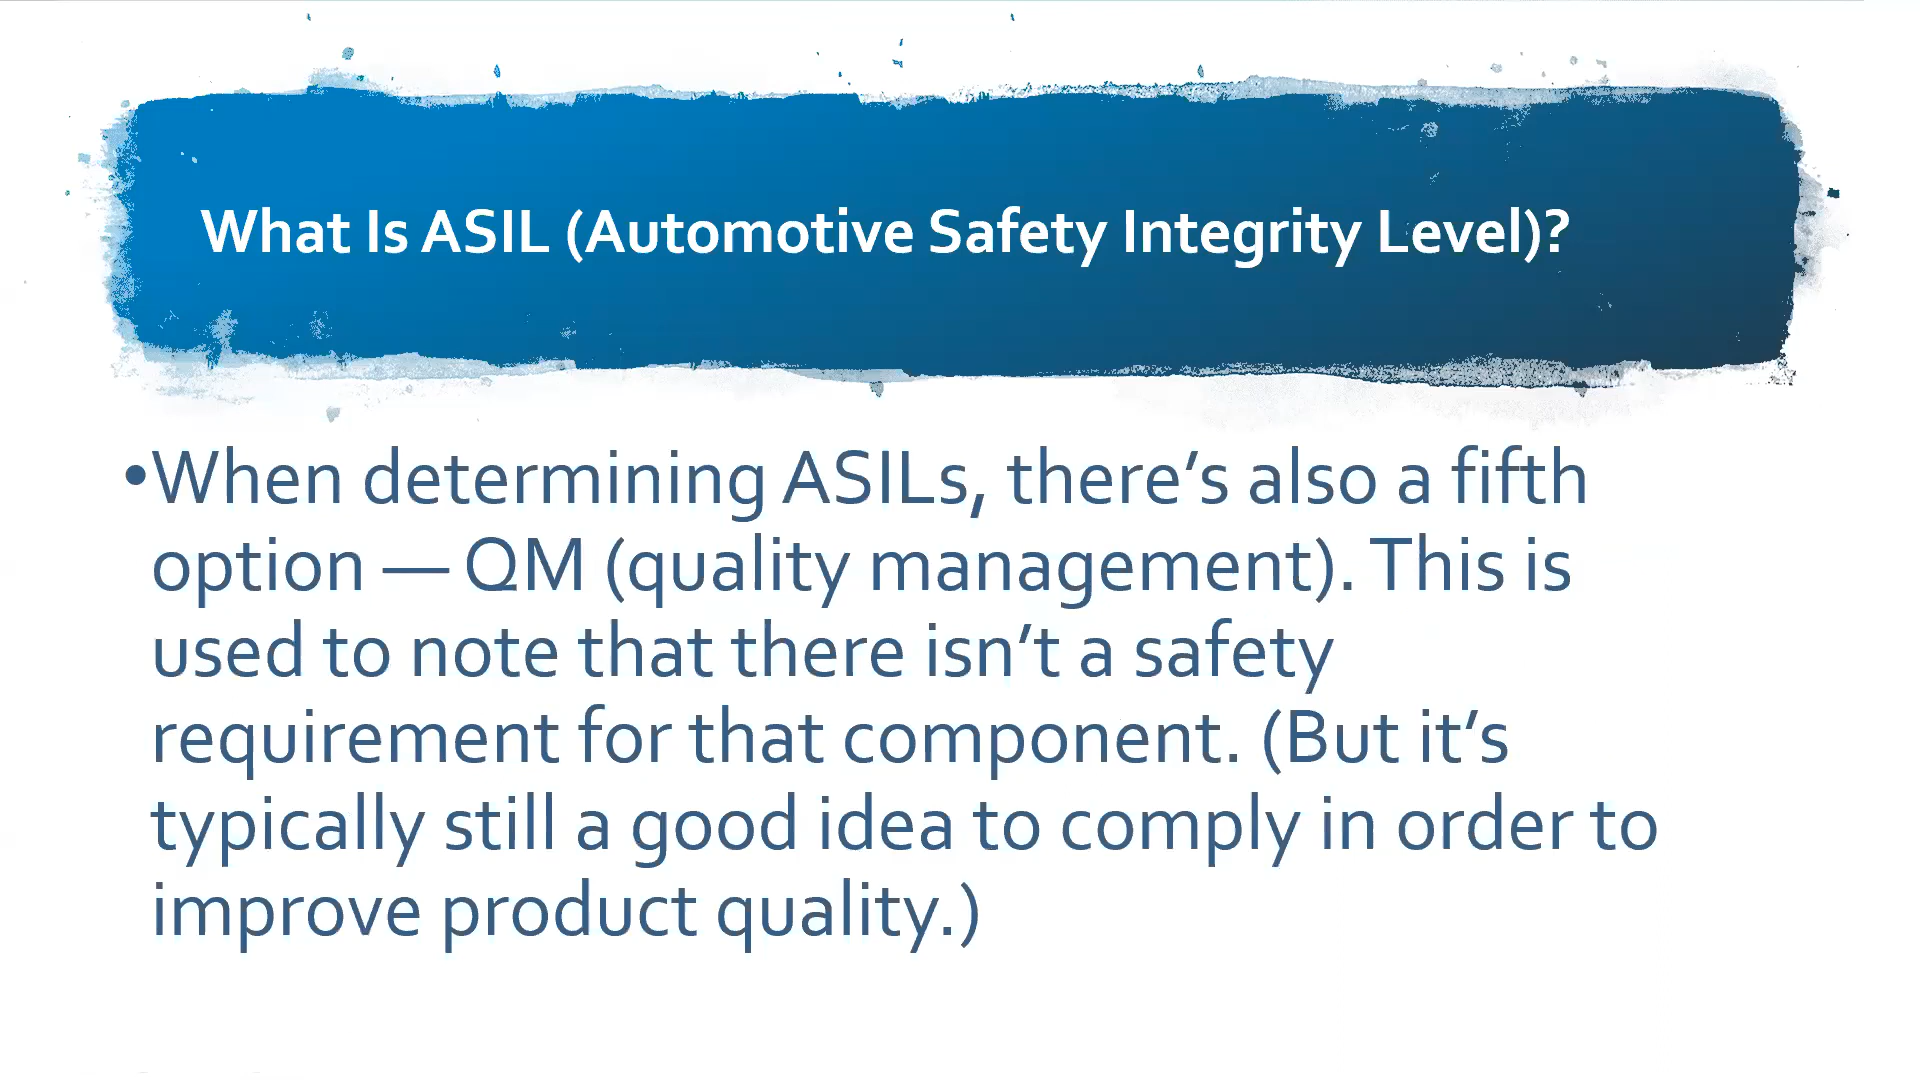 What Is ASIL (Automotive Safety Integrity Level)?
•When determining ASILs, there’s also a fifth
option — QM (quality management). This is
used to note that there isn’t a safety
requirement for that component. (But it’s
typically still a good idea to comply in order to
improve product quality.)